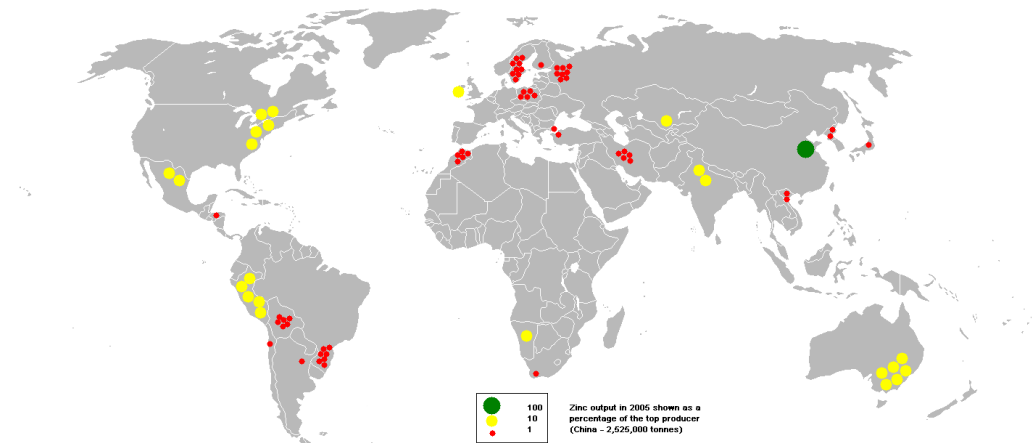 100
10
1
Zinc output in 2005 shown as a
percentage of the top producer
(China - 2,525,000 tonnes)